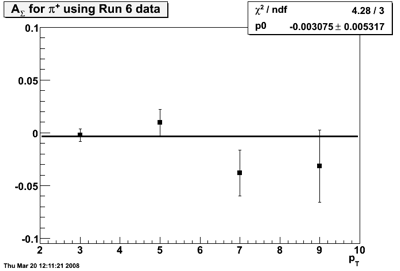 A_Σ for π⁺ using Run 6 data
χ² / ndf 4.28 / 3
p0 -0.003075 ± 0.005317
0.1
0.05
0
-0.05
-0.1
2 3 4 5 6 7 8 9 10
p_T
Thu Mar 20 12:11:21 2008